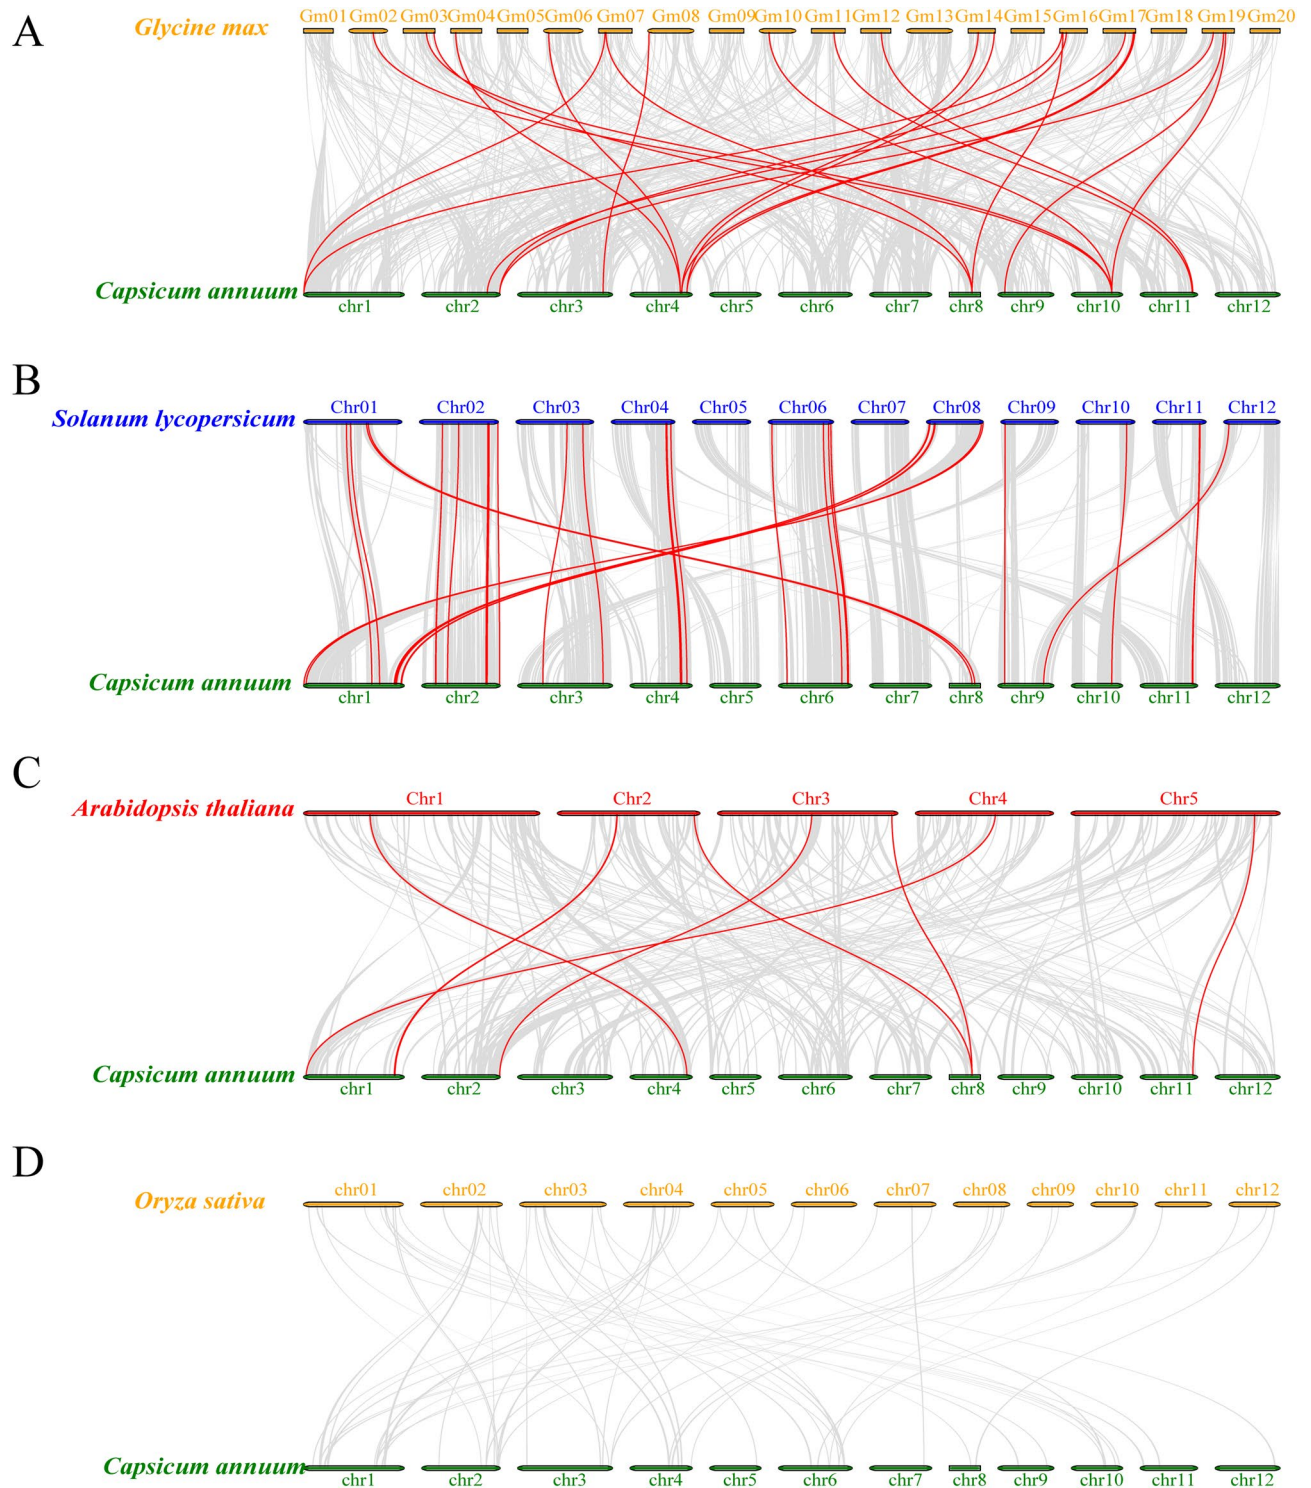 A
Glycine max
Gm01 Gm02 Gm03 Gm04 Gm05 Gm06 Gm07 Gm08 Gm09 Gm10 Gm11 Gm12 Gm13 Gm14 Gm15 Gm16 Gm17 Gm18 Gm19 Gm20
Capsicum annuum
chr1 chr2 chr3 chr4 chr5 chr6 chr7 chr8 chr9 chr10 chr11 chr12
B
Chr01 Chr02 Chr03 Chr04 Chr05 Chr06 Chr07 Chr08 Chr09 Chr10 Chr11 Chr12
Solanum lycopersicum
Capsicum annuum
chr1 chr2 chr3 chr4 chr5 chr6 chr7 chr8 chr9 chr10 chr11 chr12
C
Chr1 Chr2 Chr3 Chr4 Chr5
Arabidopsis thaliana
Capsicum annuum
chr1 chr2 chr3 chr4 chr5 chr6 chr7 chr8 chr9 chr10 chr11 chr12
D
chr01 chr02 chr03 chr04 chr05 chr06 chr07 chr08 chr09 chr10 chr11 chr12
Oryza sativa
Capsicum annuum
chr1 chr2 chr3 chr4 chr5 chr6 chr7 chr8 chr9 chr10 chr11 chr12